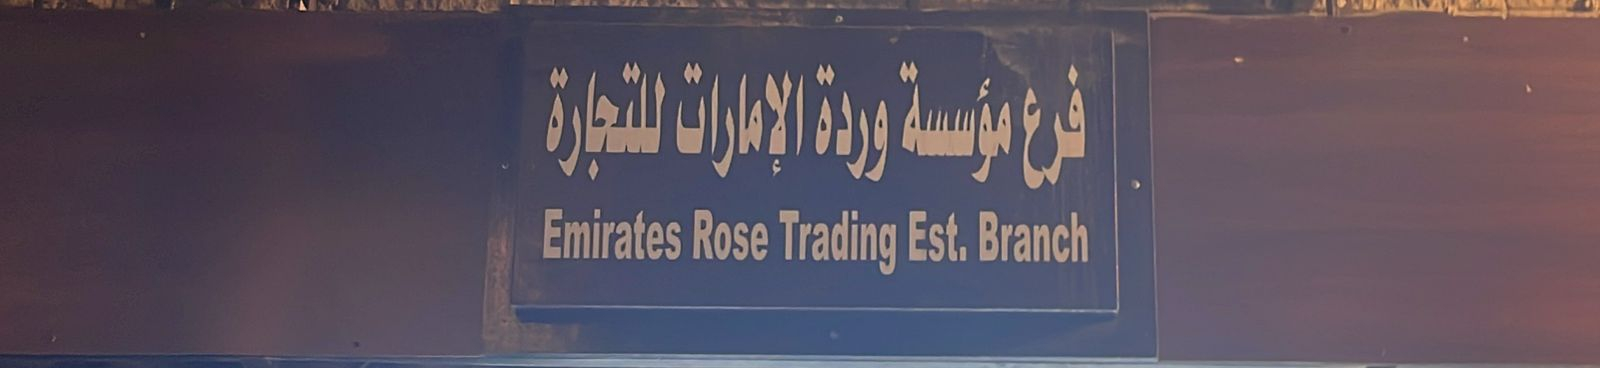 فرع مؤسسة وردة الإمارات للتجارة
Emirates Rose Trading Est. Branch